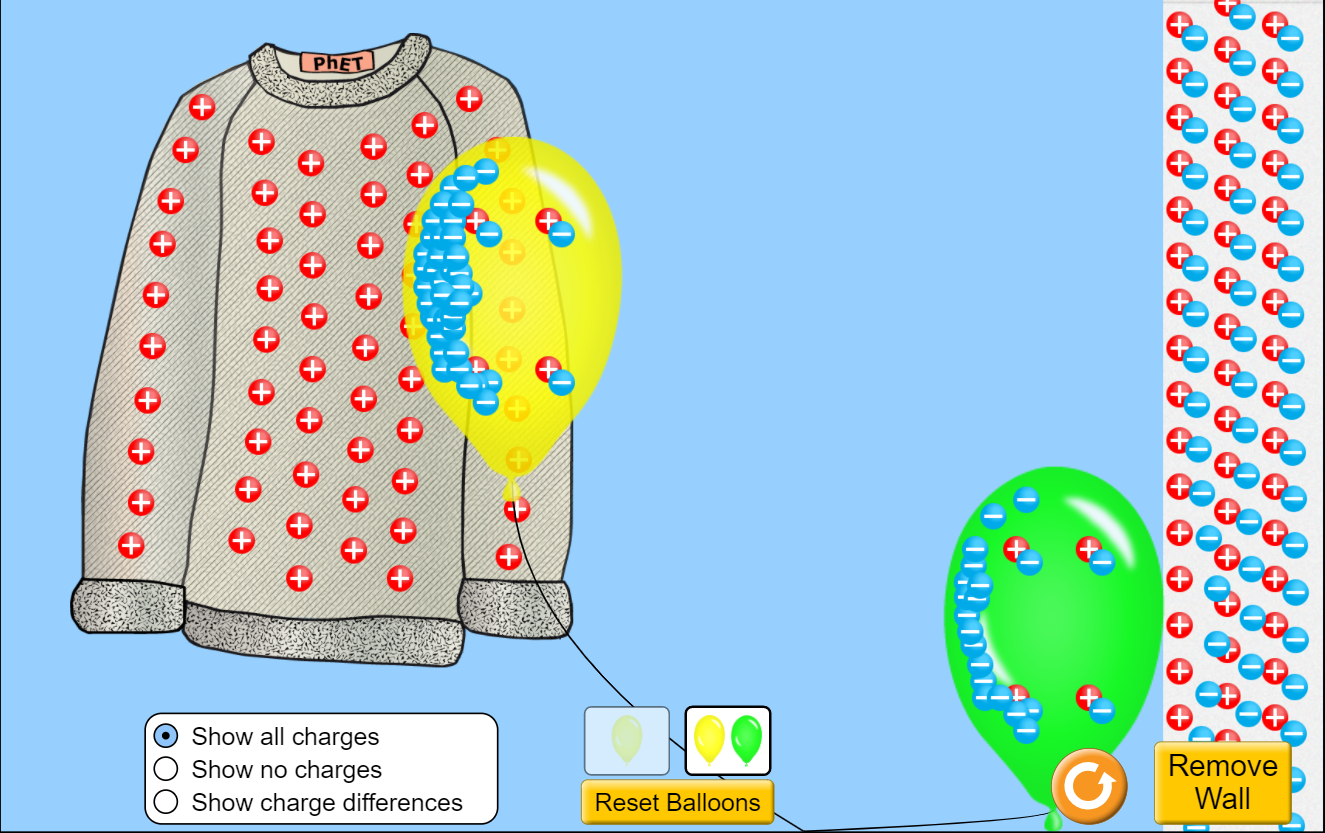 PhET
Show all charges
Show no charges
Show charge differences
Reset Balloons
Remove
Wall